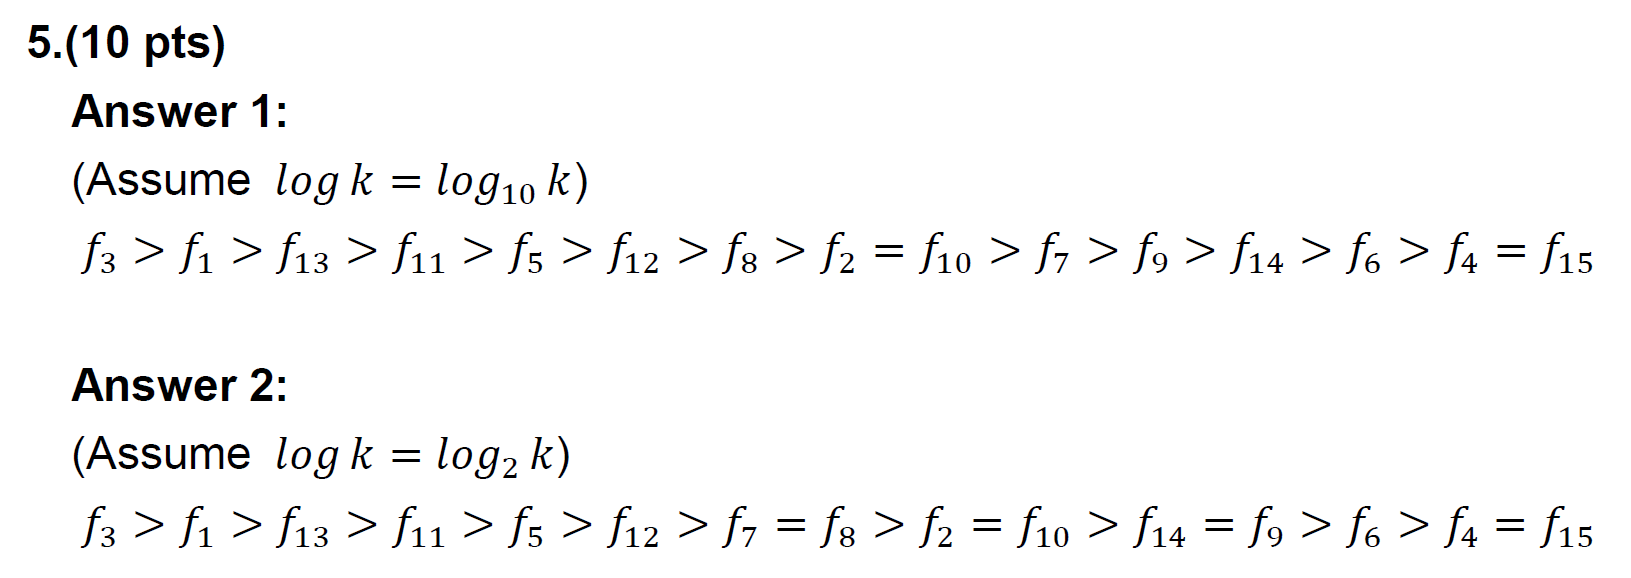 5.(10 pts)
Answer 1:
(Assume log k = log₁₀ k)
f₃ > f₁ > f₁₃ > f₁₁ > f₅ > f₁₂ > f₈ > f₂ = f₁₀ > f₇ > f₉ > f₁₄ > f₆ > f₄ = f₁₅
Answer 2:
(Assume log k = log₂ k)
f₃ > f₁ > f₁₃ > f₁₁ > f₅ > f₁₂ > f₇ = f₈ > f₂ = f₁₀ > f₁₄ = f₉ > f₆ > f₄ = f₁₅